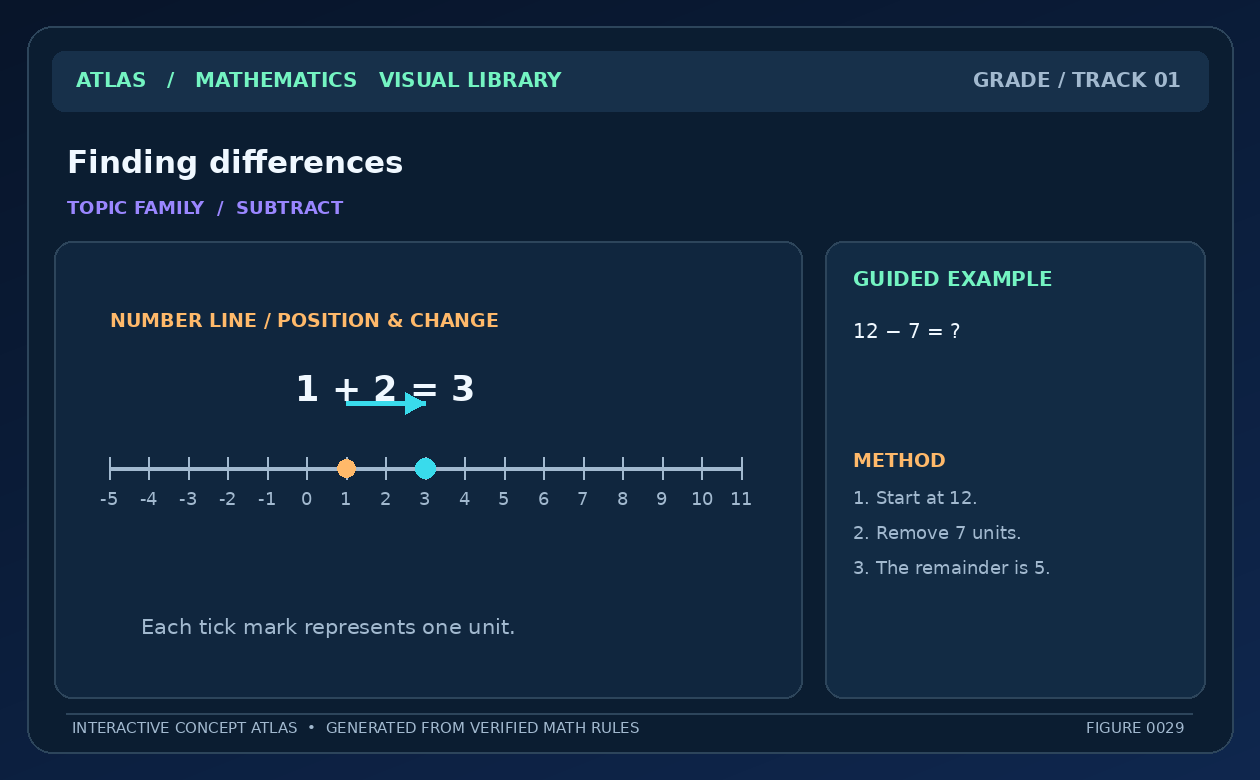 ATLAS / MATHEMATICS VISUAL LIBRARY
GRADE / TRACK 01
Finding differences
TOPIC FAMILY / SUBTRACT
NUMBER LINE / POSITION & CHANGE
1 + 2 = 3
-5 -4 -3 -2 -1 0 1 2 3 4 5 6 7 8 9 10 11
Each tick mark represents one unit.
GUIDED EXAMPLE
12 − 7 = ?
METHOD
1. Start at 12.
2. Remove 7 units.
3. The remainder is 5.
INTERACTIVE CONCEPT ATLAS • GENERATED FROM VERIFIED MATH RULES
FIGURE 0029